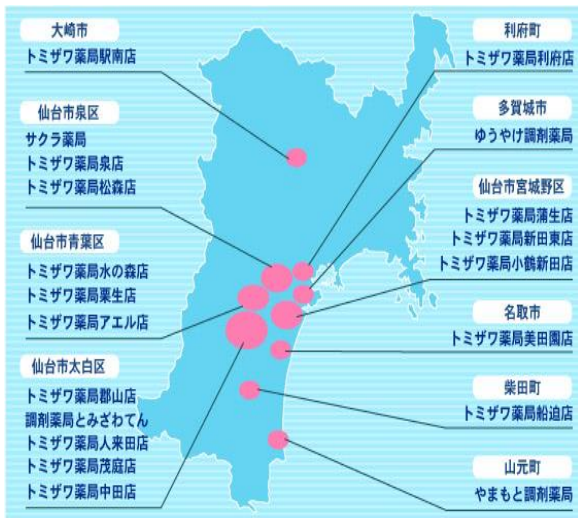 大崎市
トミザワ薬局駅南店
仙台市泉区
サクラ薬局
トミザワ薬局泉店
トミザワ薬局松森店
仙台市青葉区
トミザワ薬局水の森店
トミザワ薬局栗生店
トミザワ薬局アエル店
仙台市太白区
トミザワ薬局郡山店
調剤薬局とみざわてん
トミザワ薬局人来田店
トミザワ薬局茂庭店
トミザワ薬局中田店
利府町
トミザワ薬局利府店
多賀城市
ゆうやけ調剤薬局
仙台市宮城野区
トミザワ薬局蒲生店
トミザワ薬局新田東店
トミザワ薬局小鶴新田店
名取市
トミザワ薬局美田園店
柴田町
トミザワ薬局船迫店
山元町
やまもと調剤薬局